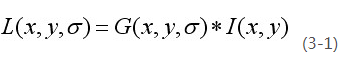 L(x, y, σ) = G(x, y, σ) * I(x, y) (3-1)